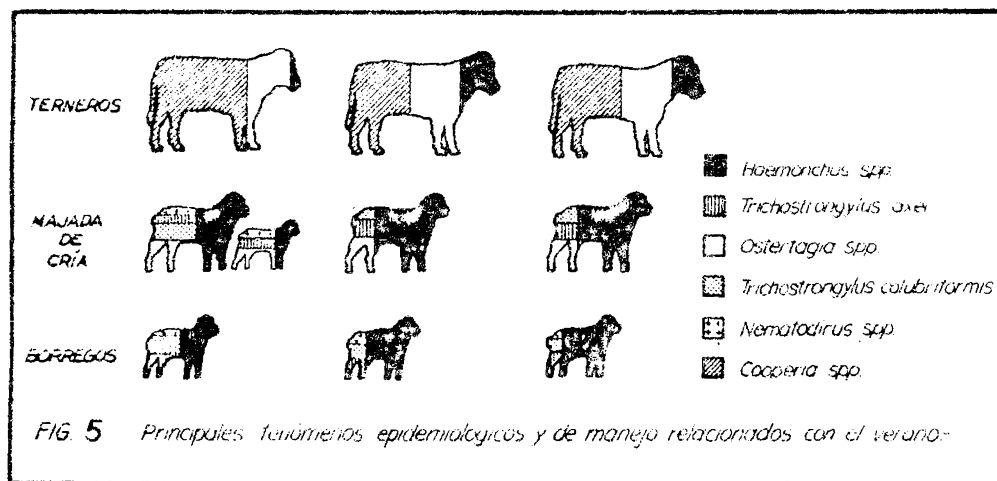 TERNEROS
MAJADA
DE
CRÍA
BORREGOS
Haemonchus spp.
Trichostrongylus axei
Ostertagia spp.
Trichostrongylus colubriformis
Nematodirus spp.
Cooperia spp.
FIG. 5 Principales fenómenos epidemiológicos y de manejo relacionados con el verano.-